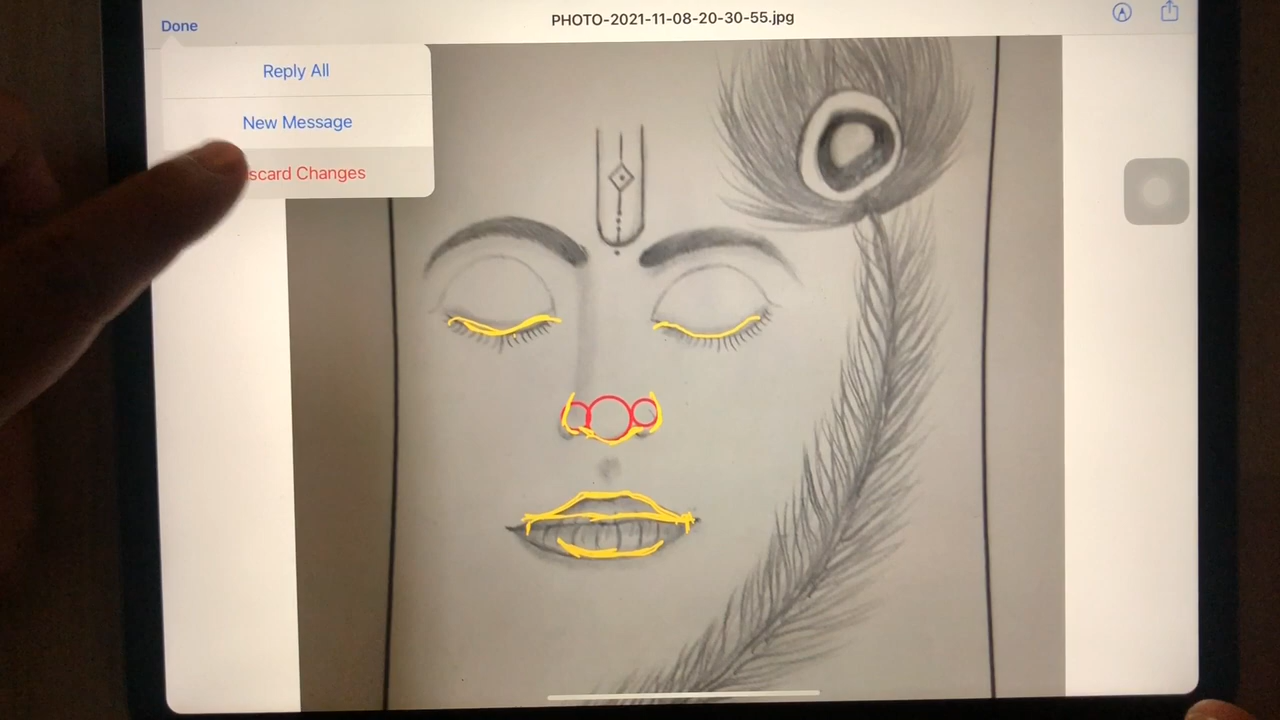 Done
PHOTO-2021-11-08-20-30-55.jpg
Reply All
New Message
scard Changes